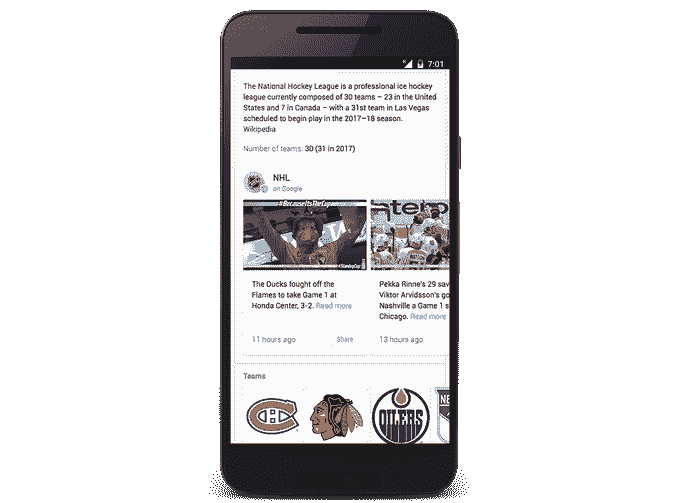 7:01
The National Hockey League is a professional ice hockey
league currently composed of 30 teams – 23 in the United
States and 7 in Canada – with a 31st team in Las Vegas
scheduled to begin play in the 2017–18 season.
Wikipedia
Number of teams: 30 (31 in 2017)
NHL
on Google
#BecauseItsTheCup
#StanleyCup
The Ducks fought off the
Flames to take Game 1 at
Honda Center, 3-2. Read more
11 hours ago
Share
Pekka Rinne's 29 sav
Viktor Arvidsson's go
Nashville a Game 1 s
Chicago. Read more
13 hours ago
Teams
OILERS